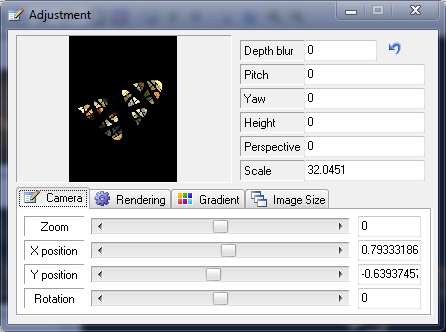 Adjustment
Depth blur 0
Pitch 0
Yaw 0
Height 0
Perspective 0
Scale 32.0451
Camera Rendering Gradient Image Size
Zoom 0
X position 0.79333186
Y position -0.6393745
Rotation 0